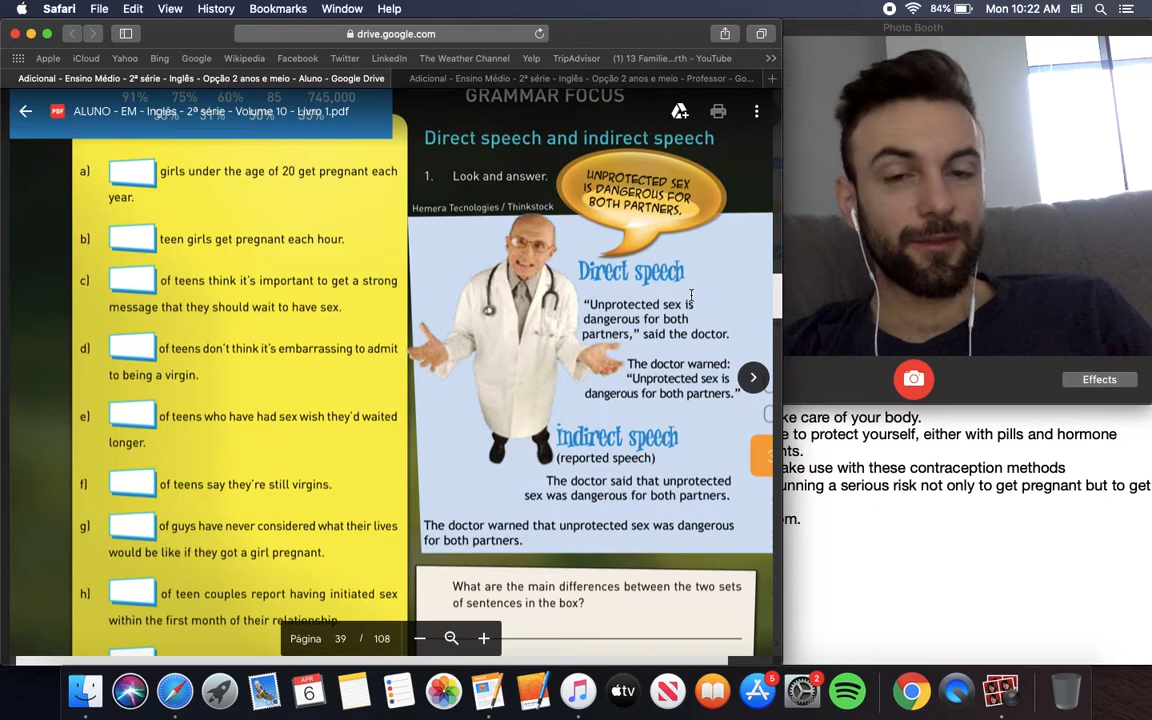 Safari File Edit View History Bookmarks Window Help
84% Mon 10:22 AM Eli
drive.google.com
Photo Booth
Apple iCloud Yahoo Bing Google Wikipedia Facebook Twitter LinkedIn The Weather Channel Yelp TripAdvisor (1) 13 Familie...rth - YouTube >>
Adicional - Ensino Médio - 2ª série - Inglês - Opção 2 anos e meio - Aluno - Google Drive
Adicional - Ensino Médio - 2ª série - Inglês - Opção 2 anos e meio - Professor - Go...
PDF ALUNO - EM - Inglês - 2ª série - Volume 10 - Livro 1.pdf
91% 75% 60% 85 745,000
a) girls under the age of 20 get pregnant each
year.
b) teen girls get pregnant each hour.
c) of teens think it's important to get a strong
message that they should wait to have sex.
d) of teens don't think it's embarrassing to admit
to being a virgin.
e) of teens who have had sex wish they'd waited
longer.
f) of teens say they're still virgins.
g) of guys have never considered what their lives
would be like if they got a girl pregnant.
h) of teen couples report having initiated sex
within the first month of their relationship.
GRAMMAR FOCUS
Direct speech and indirect speech
1. Look and answer.
Hemera Tecnologies / Thinkstock
UNPROTECTED SEX
IS DANGEROUS FOR
BOTH PARTNERS.
Direct speech
"Unprotected sex is
dangerous for both
partners," said the doctor.
The doctor warned:
"Unprotected sex is
dangerous for both partners."
Indirect speech
(reported speech)
The doctor said that unprotected
sex was dangerous for both partners.
The doctor warned that unprotected sex was dangerous
for both partners.
What are the main differences between the two sets
of sentences in the box?
Página 39 / 108
Effects
ke care of your body.
e to protect yourself, either with pills and hormone
nts.
ake use with these contraception methods
unning a serious risk not only to get pregnant but to get
om.
APR
6
tv
5
2